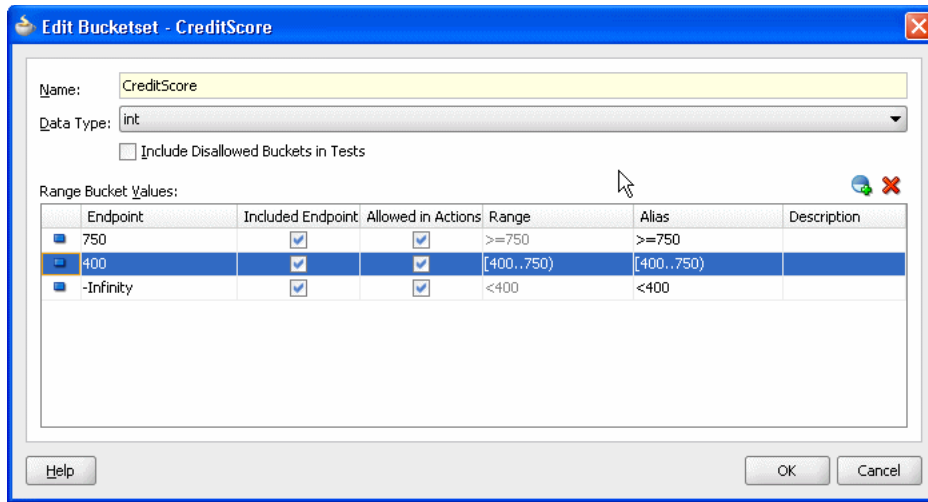 Edit Bucketset - CreditScore
Name: CreditScore
Data Type: int
Include Disallowed Buckets in Tests
Range Bucket Values:
Endpoint Included Endpoint Allowed in Actions Range Alias Description
750 >=750 >=750
400 [400..750) [400..750)
-Infinity <400 <400
Help OK Cancel